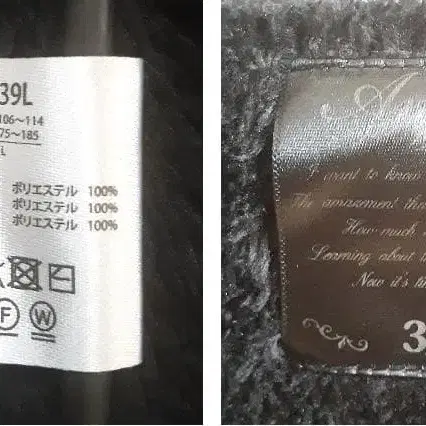 39L
106～114
75～185
L
ポリエステル 100%
ポリエステル 100%
ポリエステル 100%
F W
A
I want to know
The amazement tha
How much
Learning about t
Now it's ti
3